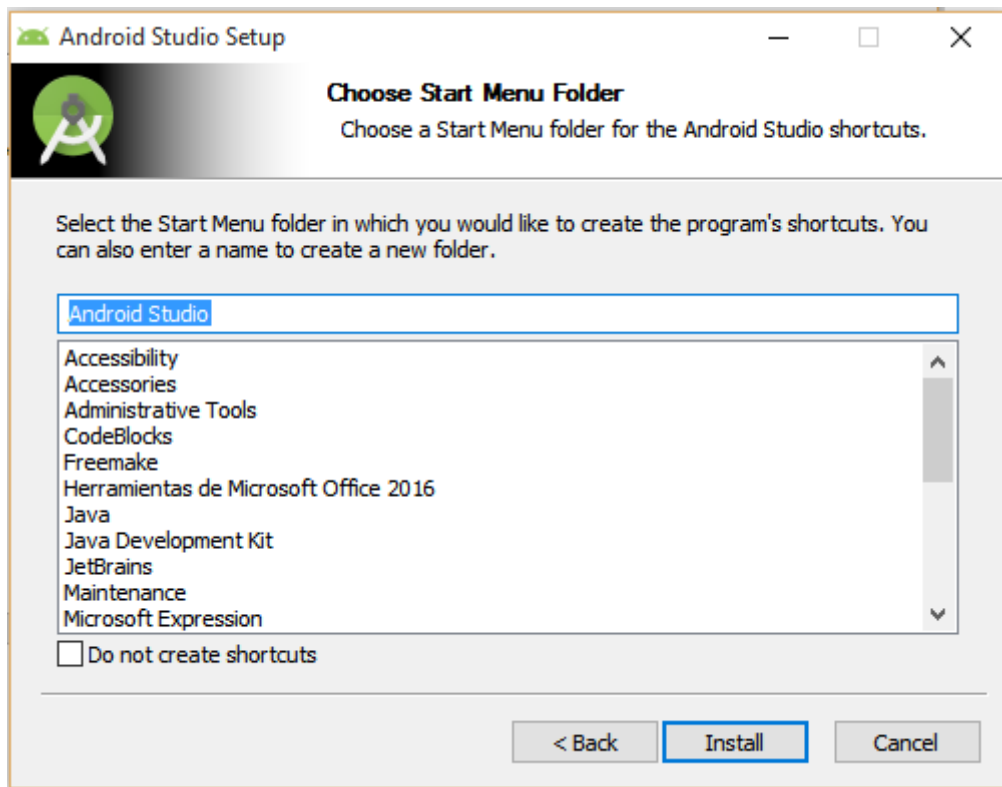 Android Studio Setup
Choose Start Menu Folder
Choose a Start Menu folder for the Android Studio shortcuts.
Select the Start Menu folder in which you would like to create the program's shortcuts. You
can also enter a name to create a new folder.
Android Studio
Accessibility
Accessories
Administrative Tools
CodeBlocks
Freemake
Herramientas de Microsoft Office 2016
Java
Java Development Kit
JetBrains
Maintenance
Microsoft Expression
Do not create shortcuts
< Back
Install
Cancel